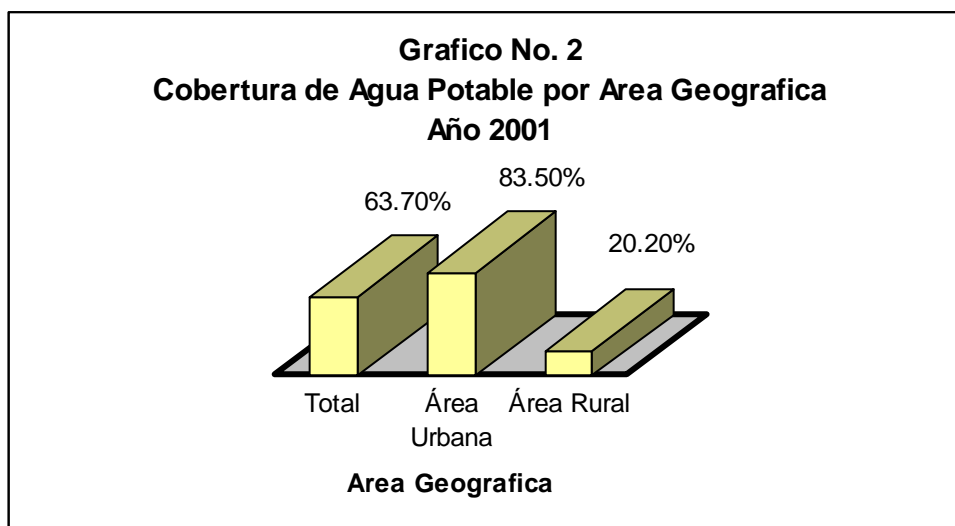 Grafico No. 2
Cobertura de Agua Potable por Area Geografica
Año 2001
63.70%
83.50%
20.20%
Total
Área Urbana
Área Rural
Area Geografica